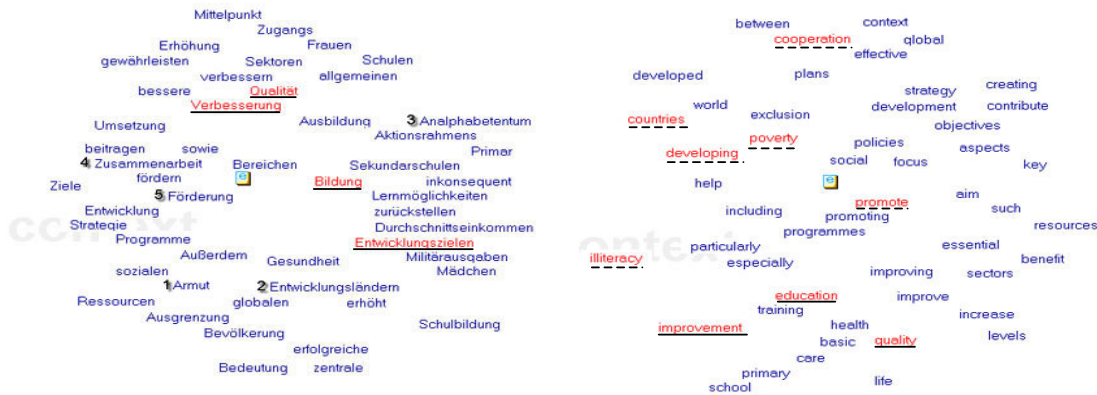 Mittelpunkt
Zugangs
Erhöhung
Frauen
gewährleisten
Sektoren
Schulen
verbessern
allgemeinen
bessere
Qualität
Verbesserung
Ausbildung
3 Analphabetentum
Umsetzung
Aktionsrahmens
beitragen
sowie
Primar
4 Zusammenarbeit
Bereichen
Sekundarschulen
fördern
Bildung
inkonsequent
Ziele
5 Förderung
Lernmöglichkeiten
Entwicklung
zurückstellen
Strategie
Durchschnittseinkommen
Programme
Entwicklungszielen
Außerdem
Gesundheit
Militärausgaben
sozialen
Mädchen
1 Armut
2 Entwicklungsländern
Ressourcen
globalen
erhöht
Ausgrenzung
Schulbildung
Bevölkerung
erfolgreiche
Bedeutung
zentrale
between
context
cooperation
global
effective
developed
plans
creating
strategy
world
development
contribute
countries
exclusion
objectives
poverty
policies
aspects
developing
social
focus
key
help
aim
promote
such
including
promoting
resources
programmes
particularly
essential
illiteracy
especially
benefit
improving
sectors
education
improve
training
increase
improvement
health
levels
basic
quality
care
primary
life
school